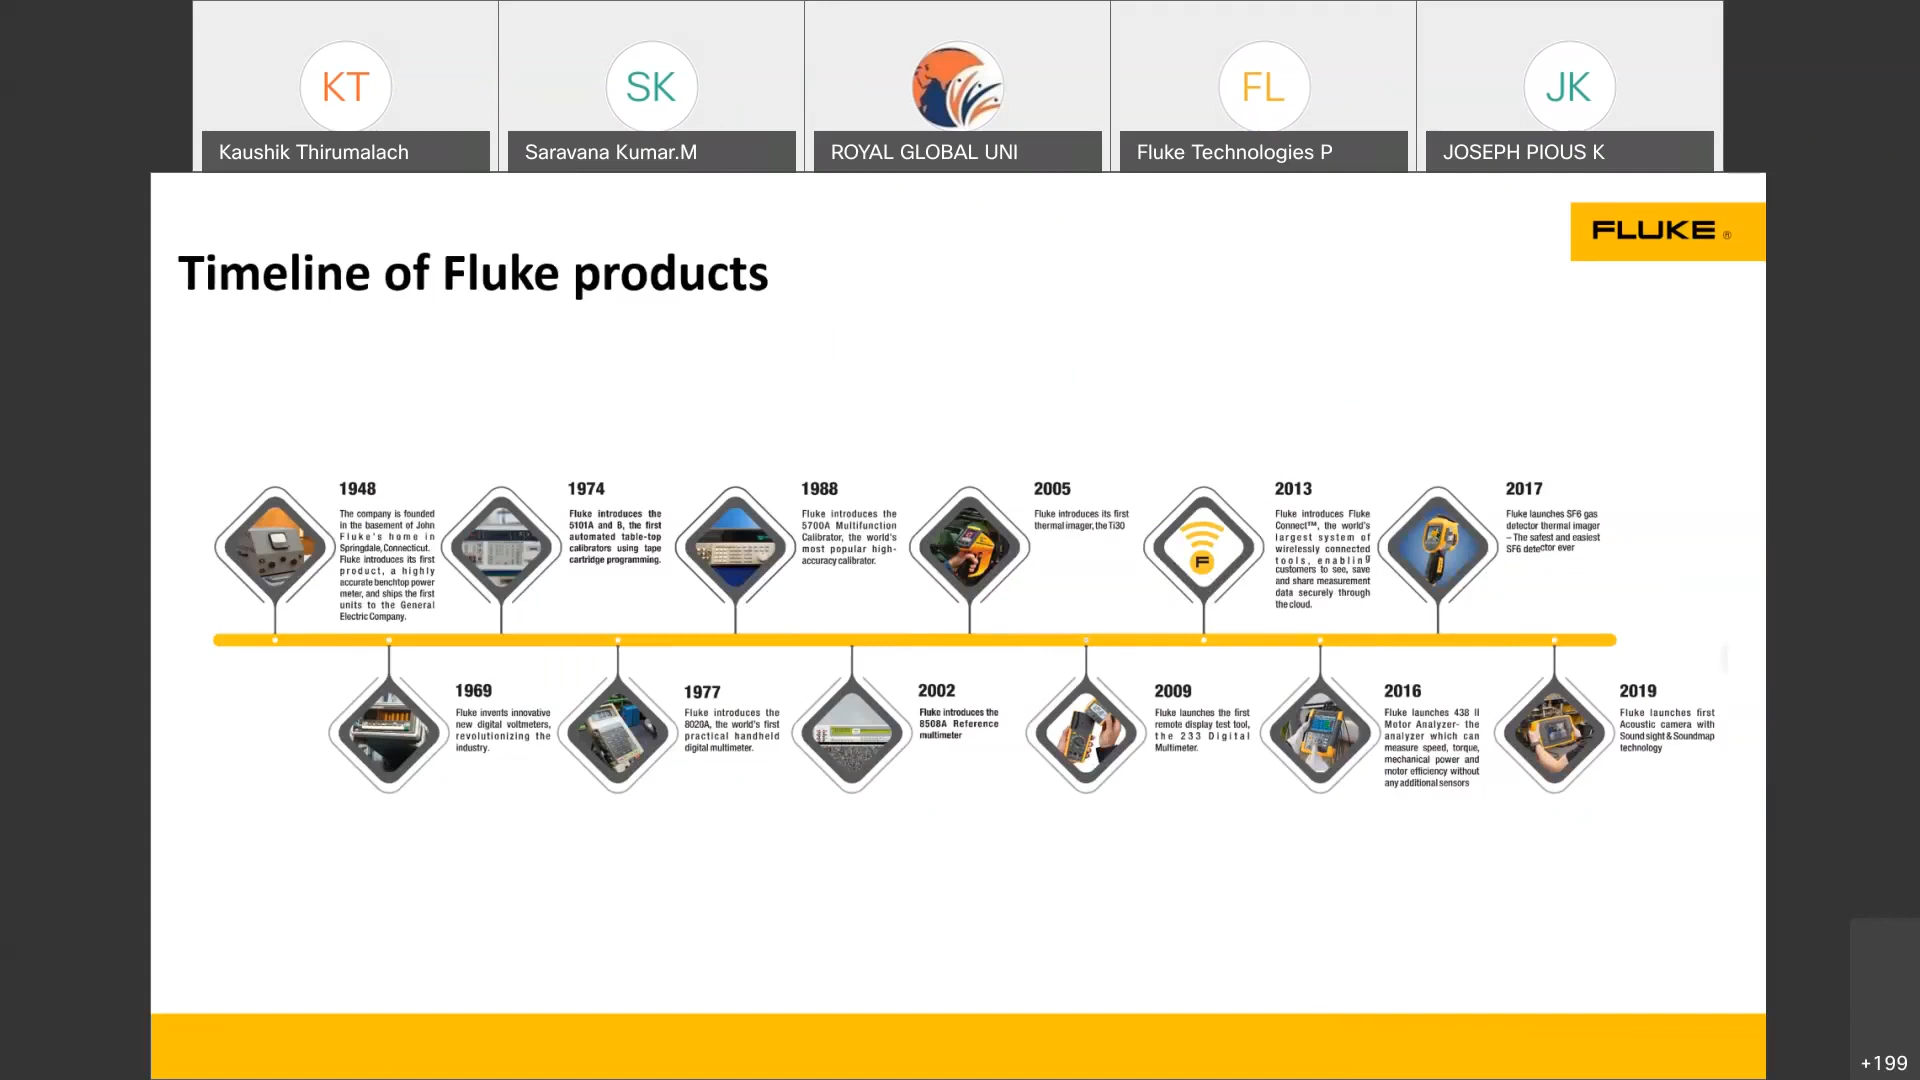 KT
SK
FL
JK
Kaushik Thirumalach
Saravana Kumar.M
ROYAL GLOBAL UNI
Fluke Technologies P
JOSEPH PIOUS K
FLUKE ®
Timeline of Fluke products
1948
The company is founded
in the basement of John
Fluke's home in
Springdale, Connecticut.
Fluke introduces its first
product, a highly
accurate benchtop power
meter, and ships the first
units to the General
Electric Company.
1974
Fluke introduces the
5101A and B, the first
automated table-top
calibrators using tape
cartridge programming.
1988
Fluke introduces the
5700A Multifunction
Calibrator, the world's
most popular high-
accuracy calibrator.
2005
Fluke introduces its first
thermal imager, the Ti30
2013
Fluke introduces Fluke
Connect™, the world's
largest system of
wirelessly connected
tools, enabling
customers to see, save
and share measurement
data securely through
the cloud.
F
2017
Fluke launches SF6 gas
detector thermal imager
– The safest and easiest
SF6 detector ever
1969
Fluke invents innovative
new digital voltmeters,
revolutionizing the
industry.
1977
Fluke introduces the
8020A, the world's first
practical handheld
digital multimeter.
2002
Fluke introduces the
8508A Reference
multimeter
2009
Fluke launches the first
remote display test tool,
the 233 Digital
Multimeter.
2016
Fluke launches 438 II
Motor Analyzer- the
analyzer which can
measure speed, torque,
mechanical power and
motor efficiency without
any additional sensors
2019
Fluke launches first
Acoustic camera with
Sound sight & Soundmap
technology
+199